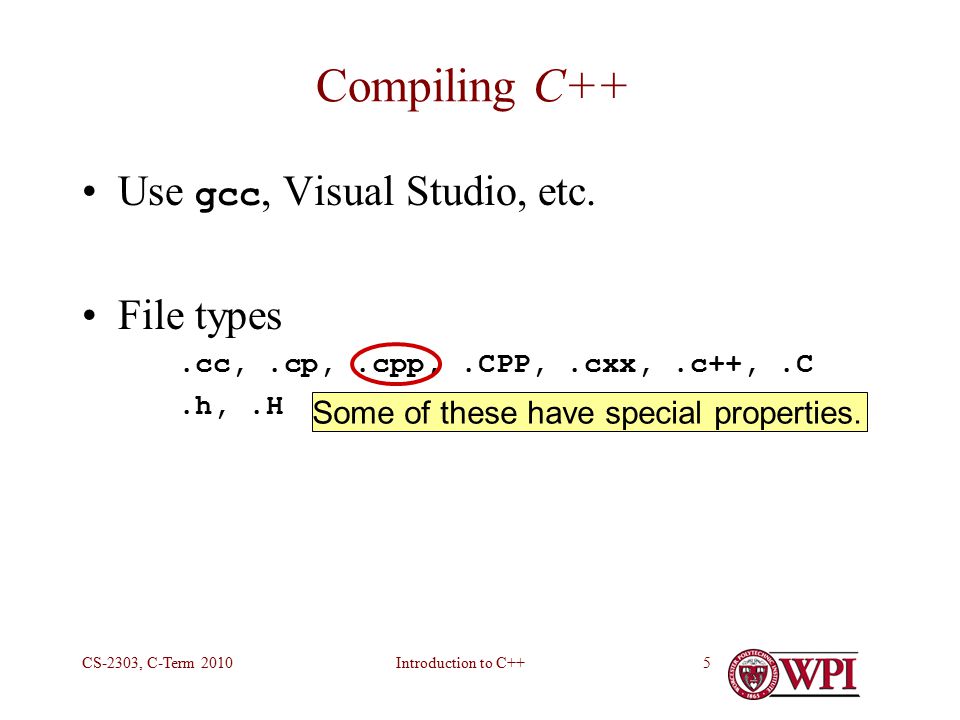 Compiling C++
• Use gcc, Visual Studio, etc.
• File types
.cc, .cp, .cpp, .CPP, .cxx, .c++, .C
.h, .H
Some of these have special properties.
CS-2303, C-Term 2010 Introduction to C++ 5
WPI